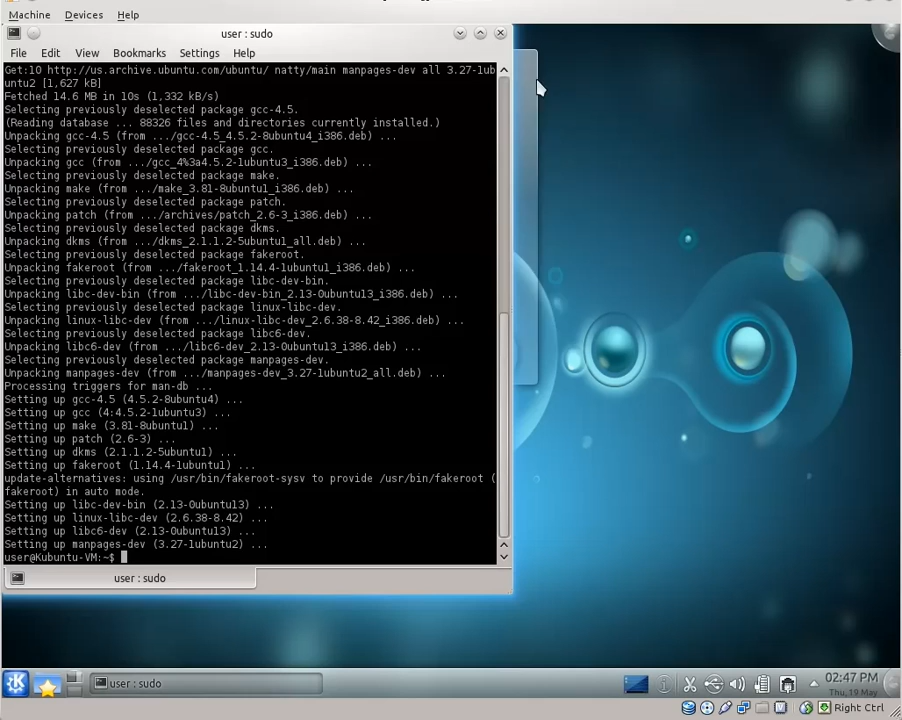 Machine Devices Help
user : sudo
File Edit View Bookmarks Settings Help
Get:10 http://us.archive.ubuntu.com/ubuntu/ natty/main manpages-dev all 3.27-1ub
untu2 [1,627 kB]
Fetched 14.6 MB in 10s (1,332 kB/s)
Selecting previously deselected package gcc-4.5.
(Reading database ... 88326 files and directories currently installed.)
Unpacking gcc-4.5 (from .../gcc-4.5_4.5.2-8ubuntu4_i386.deb) ...
Selecting previously deselected package gcc.
Unpacking gcc (from .../gcc_4%3a4.5.2-1ubuntu3_i386.deb) ...
Selecting previously deselected package make.
Unpacking make (from .../make_3.81-8ubuntu1_i386.deb) ...
Selecting previously deselected package patch.
Unpacking patch (from .../archives/patch_2.6-3_i386.deb) ...
Selecting previously deselected package dkms.
Unpacking dkms (from .../dkms_2.1.1.2-5ubuntu1_all.deb) ...
Selecting previously deselected package fakeroot.
Unpacking fakeroot (from .../fakeroot_1.14.4-1ubuntu1_i386.deb) ...
Selecting previously deselected package libc-dev-bin.
Unpacking libc-dev-bin (from .../libc-dev-bin_2.13-0ubuntu13_i386.deb) ...
Selecting previously deselected package linux-libc-dev.
Unpacking linux-libc-dev (from .../linux-libc-dev_2.6.38-8.42_i386.deb) ...
Selecting previously deselected package libc6-dev.
Unpacking libc6-dev (from .../libc6-dev_2.13-0ubuntu13_i386.deb) ...
Selecting previously deselected package manpages-dev.
Unpacking manpages-dev (from .../manpages-dev_3.27-1ubuntu2_all.deb) ...
Processing triggers for man-db ...
Setting up gcc-4.5 (4.5.2-8ubuntu4) ...
Setting up gcc (4:4.5.2-1ubuntu3) ...
Setting up make (3.81-8ubuntu1) ...
Setting up patch (2.6-3) ...
Setting up dkms (2.1.1.2-5ubuntu1) ...
Setting up fakeroot (1.14.4-1ubuntu1) ...
update-alternatives: using /usr/bin/fakeroot-sysv to provide /usr/bin/fakeroot (
fakeroot) in auto mode.
Setting up libc-dev-bin (2.13-0ubuntu13) ...
Setting up linux-libc-dev (2.6.38-8.42) ...
Setting up libc6-dev (2.13-0ubuntu13) ...
Setting up manpages-dev (3.27-1ubuntu2) ...
user@Kubuntu-VM:~$
user : sudo
user : sudo
02:47 PM
Thu, 19 May
Right Ctrl